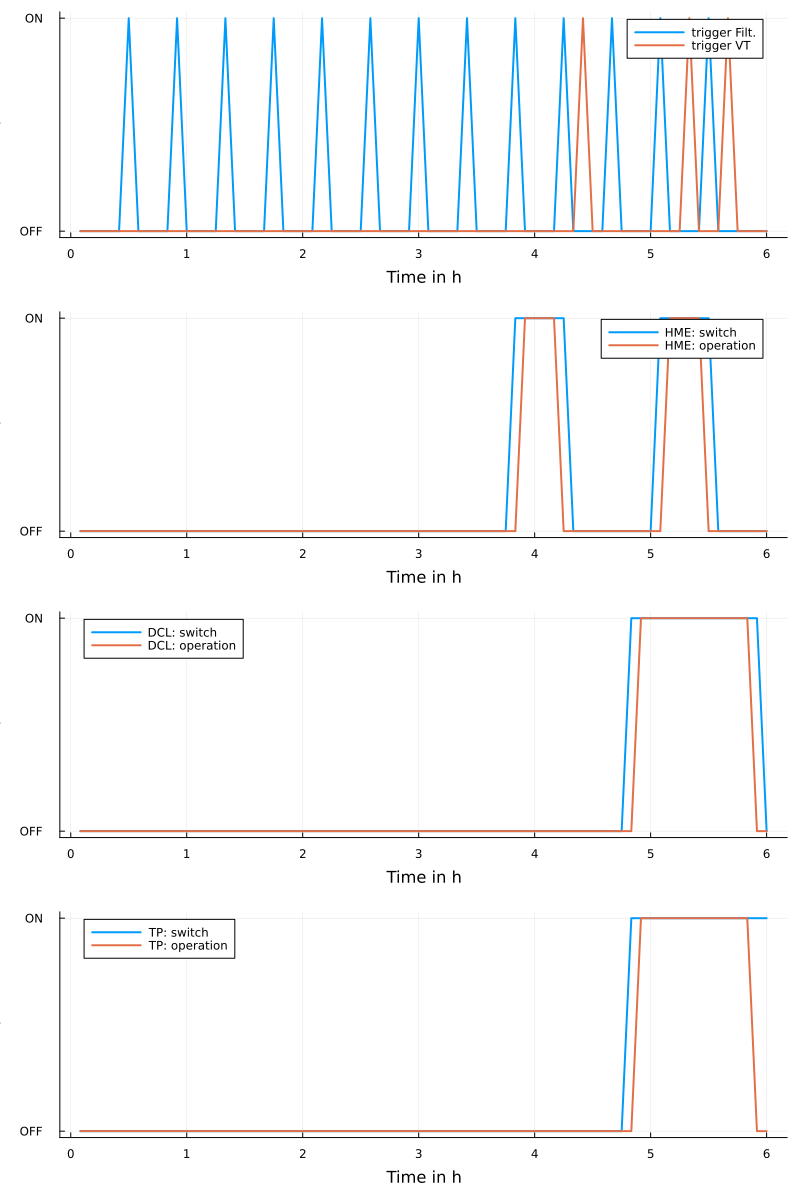 ON
trigger Filt.
trigger VT
OFF
0 1 2 3 4 5 6
Time in h
ON
HME: switch
HME: operation
OFF
0 1 2 3 4 5 6
Time in h
ON
DCL: switch
DCL: operation
OFF
0 1 2 3 4 5 6
Time in h
ON
TP: switch
TP: operation
OFF
0 1 2 3 4 5 6
Time in h